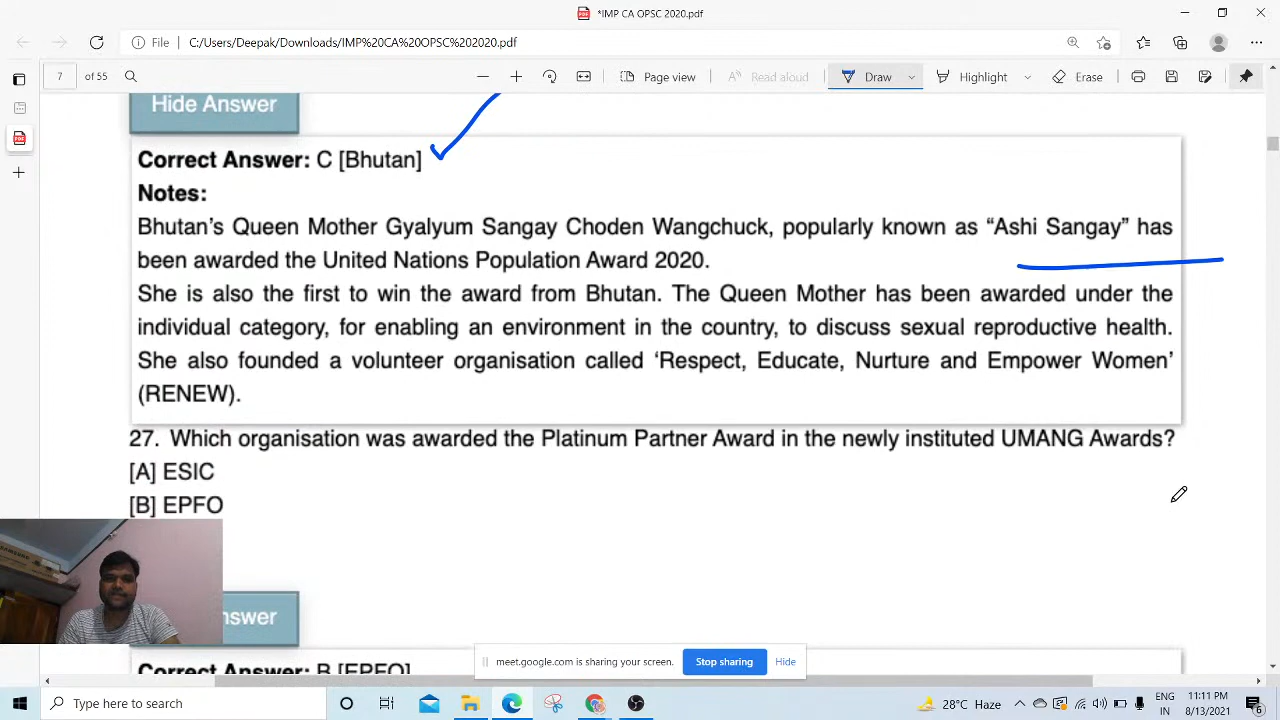 *IMP CA OPSC 2020.pdf
File C:/Users/Deepak/Downloads/IMP%20CA%20OPSC%202020.pdf
7 of 55 Page view Read aloud Draw Highlight Erase
Hide Answer
Correct Answer: C [Bhutan]
Notes:
Bhutan’s Queen Mother Gyalyum Sangay Choden Wangchuck, popularly known as “Ashi Sangay” has
been awarded the United Nations Population Award 2020.
She is also the first to win the award from Bhutan. The Queen Mother has been awarded under the
individual category, for enabling an environment in the country, to discuss sexual reproductive health.
She also founded a volunteer organisation called ‘Respect, Educate, Nurture and Empower Women’
(RENEW).
27. Which organisation was awarded the Platinum Partner Award in the newly instituted UMANG Awards?
[A] ESIC
[B] EPFO
nswer
Correct Answer: B [EPFO]
meet.google.com is sharing your screen. Stop sharing Hide
Type here to search 28°C Haze ENG IN 11:11 PM 8/13/2021 6